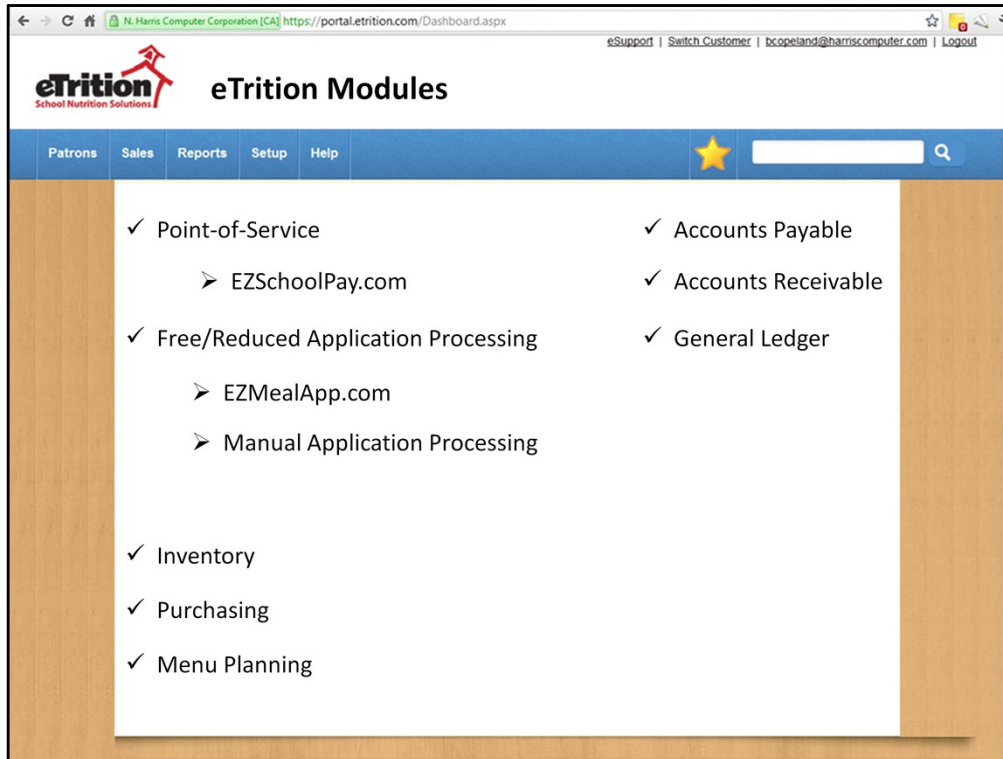 N. Harris Computer Corporation [CA] https://portal.etrition.com/Dashboard.aspx
eSupport | Switch Customer | bcopeland@harriscomputer.com | Logout
eTrition
School Nutrition Solutions
eTrition Modules
Patrons Sales Reports Setup Help
✓ Point-of-Service
➢ EZSchoolPay.com
✓ Free/Reduced Application Processing
➢ EZMealApp.com
➢ Manual Application Processing
✓ Inventory
✓ Purchasing
✓ Menu Planning
✓ Accounts Payable
✓ Accounts Receivable
✓ General Ledger